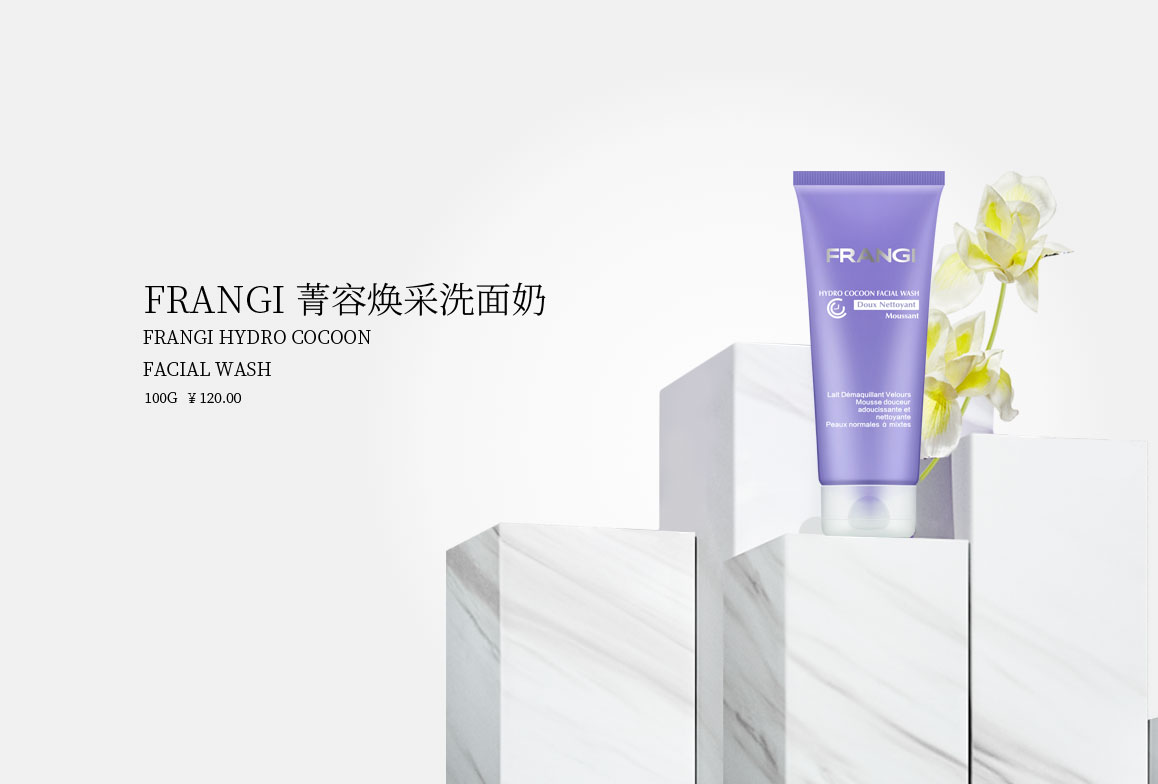 FRANGI 菁容焕采洗面奶
FRANGI HYDRO COCOON
FACIAL WASH
100G ¥ 120.00
FRANGI
HYDRO COCOON FACIAL WASH
Doux Nettoyant
Moussant
Lait Démaquillant Velours
Mousse douceur
adoucissante et
nettoyante
Peaux normales ó mixtes